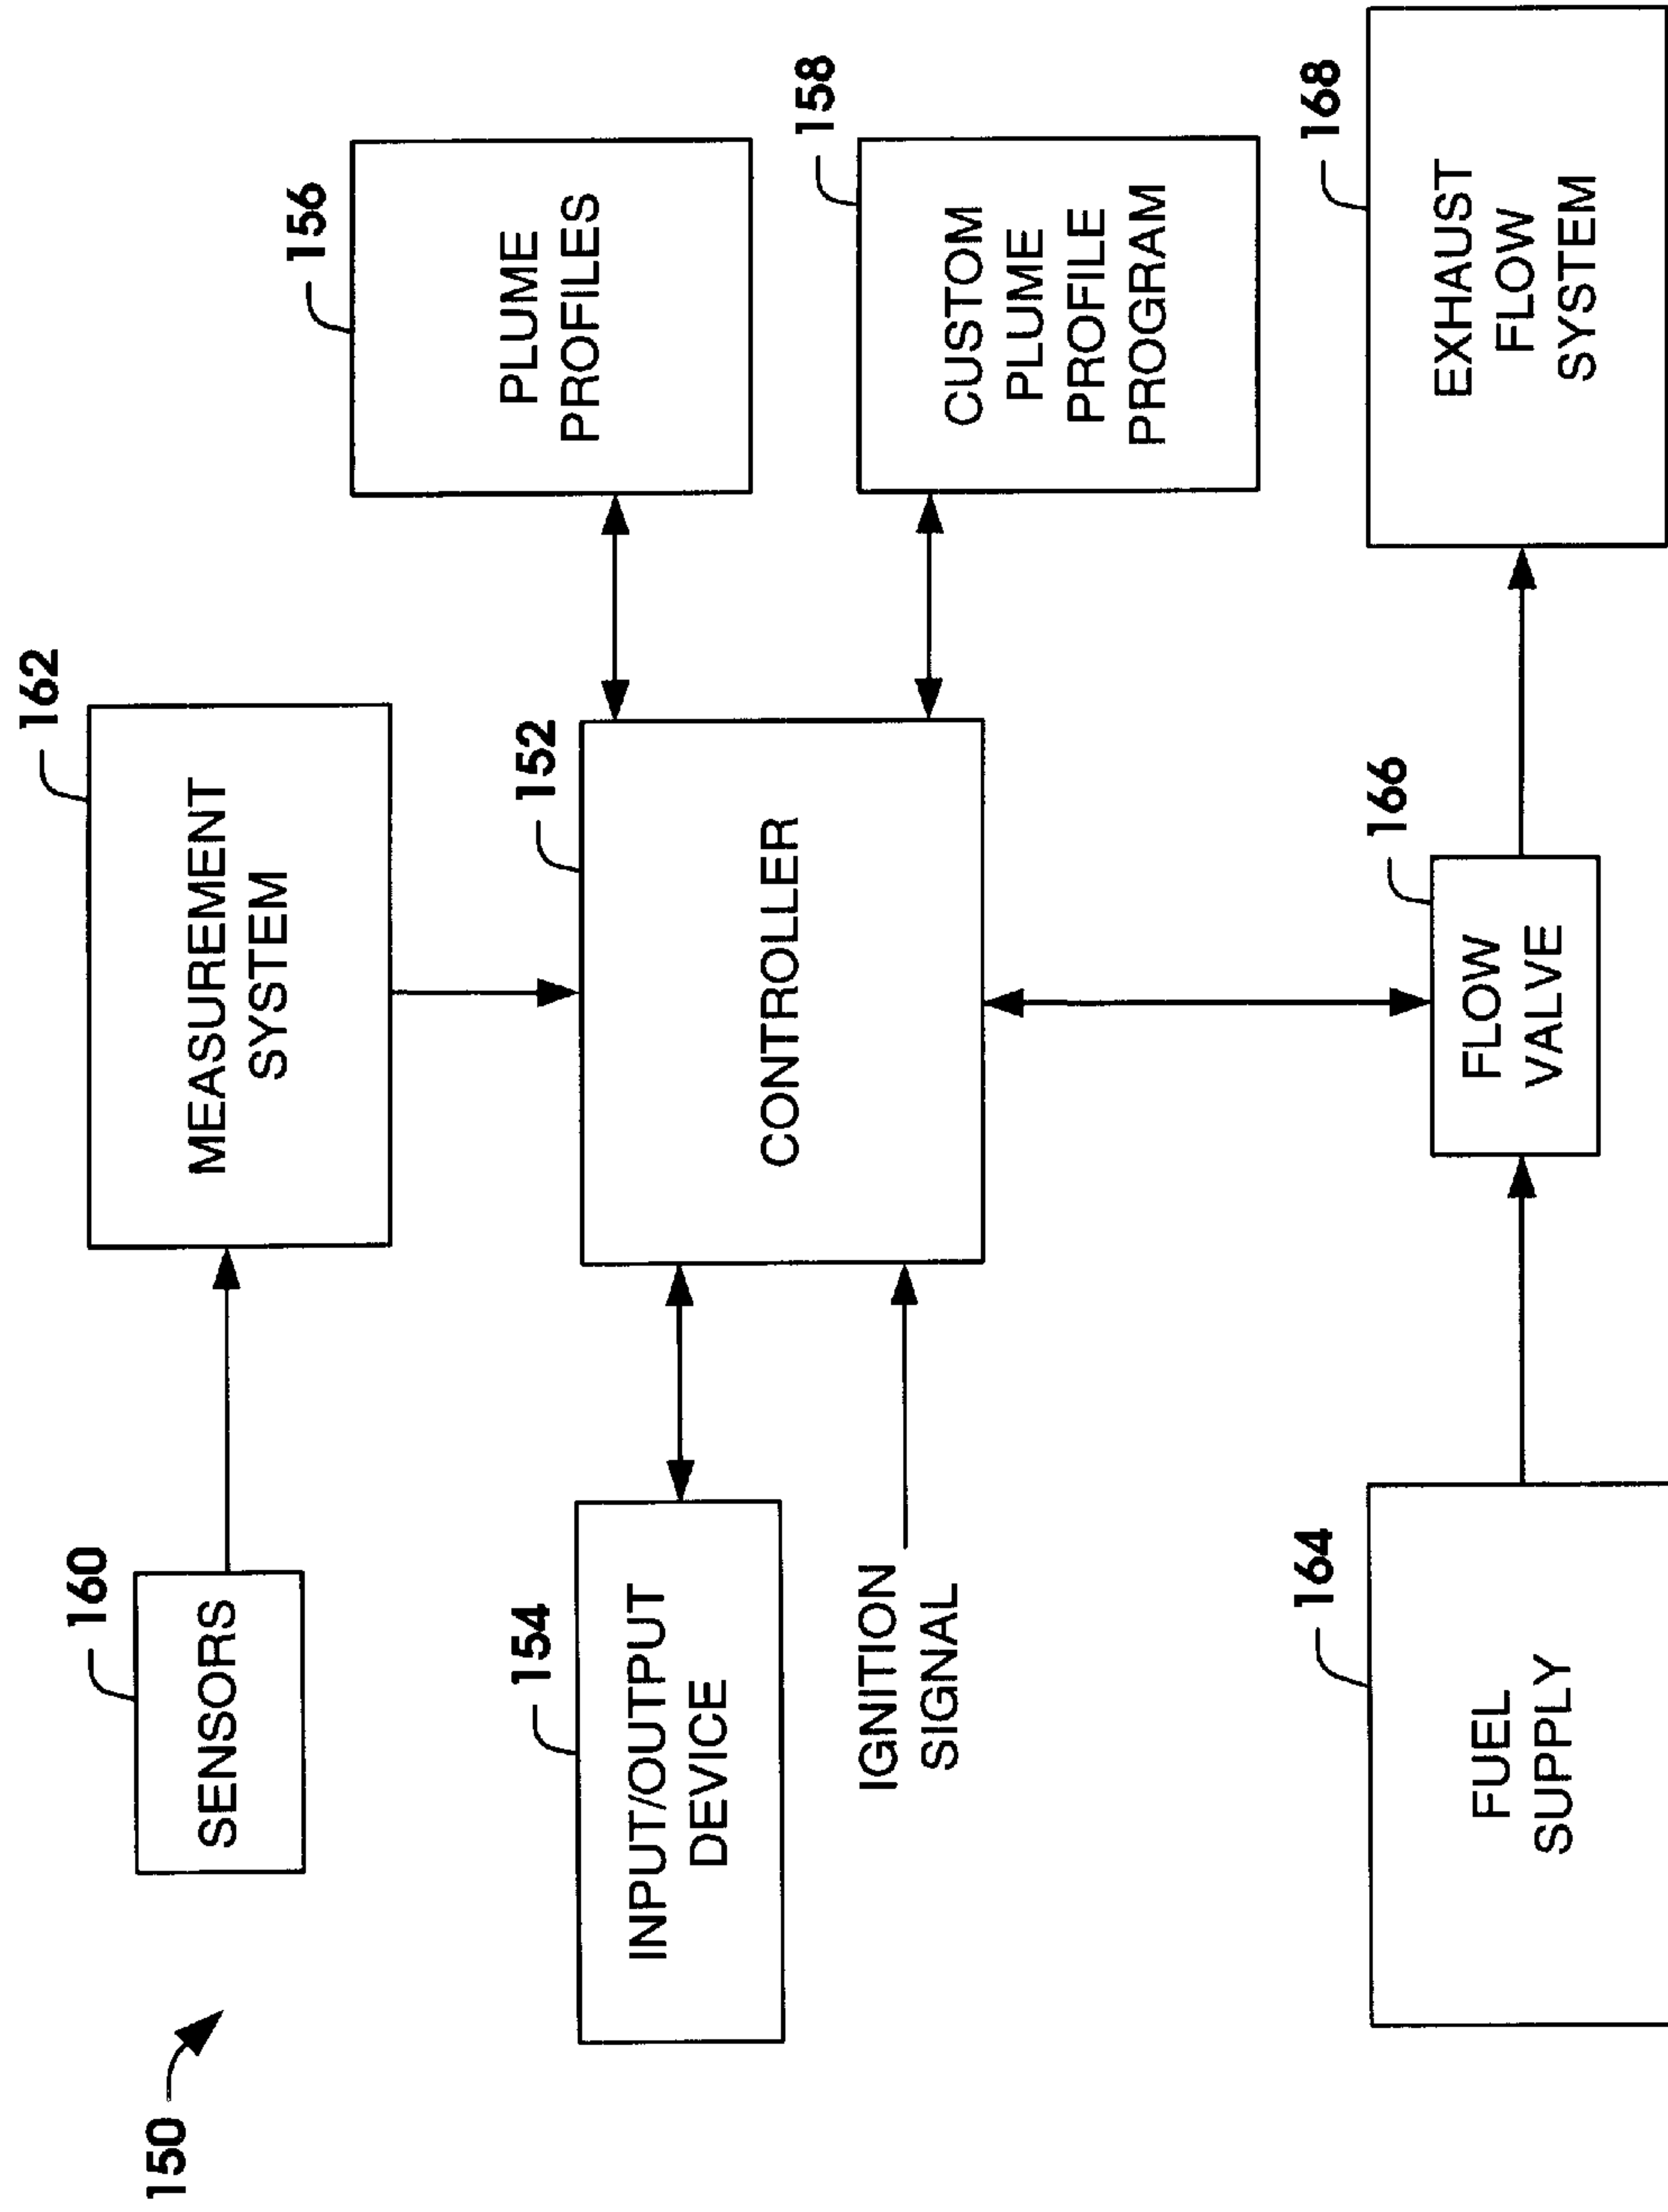 150
160
SENSORS
162
MEASUREMENT
SYSTEM
154
INPUT/OUTPUT
DEVICE
IGNITION
SIGNAL
152
CONTROLLER
156
PLUME
PROFILES
158
CUSTOM
PLUME
PROFILE
PROGRAM
164
FUEL
SUPPLY
166
FLOW
VALVE
168
EXHAUST
FLOW
SYSTEM